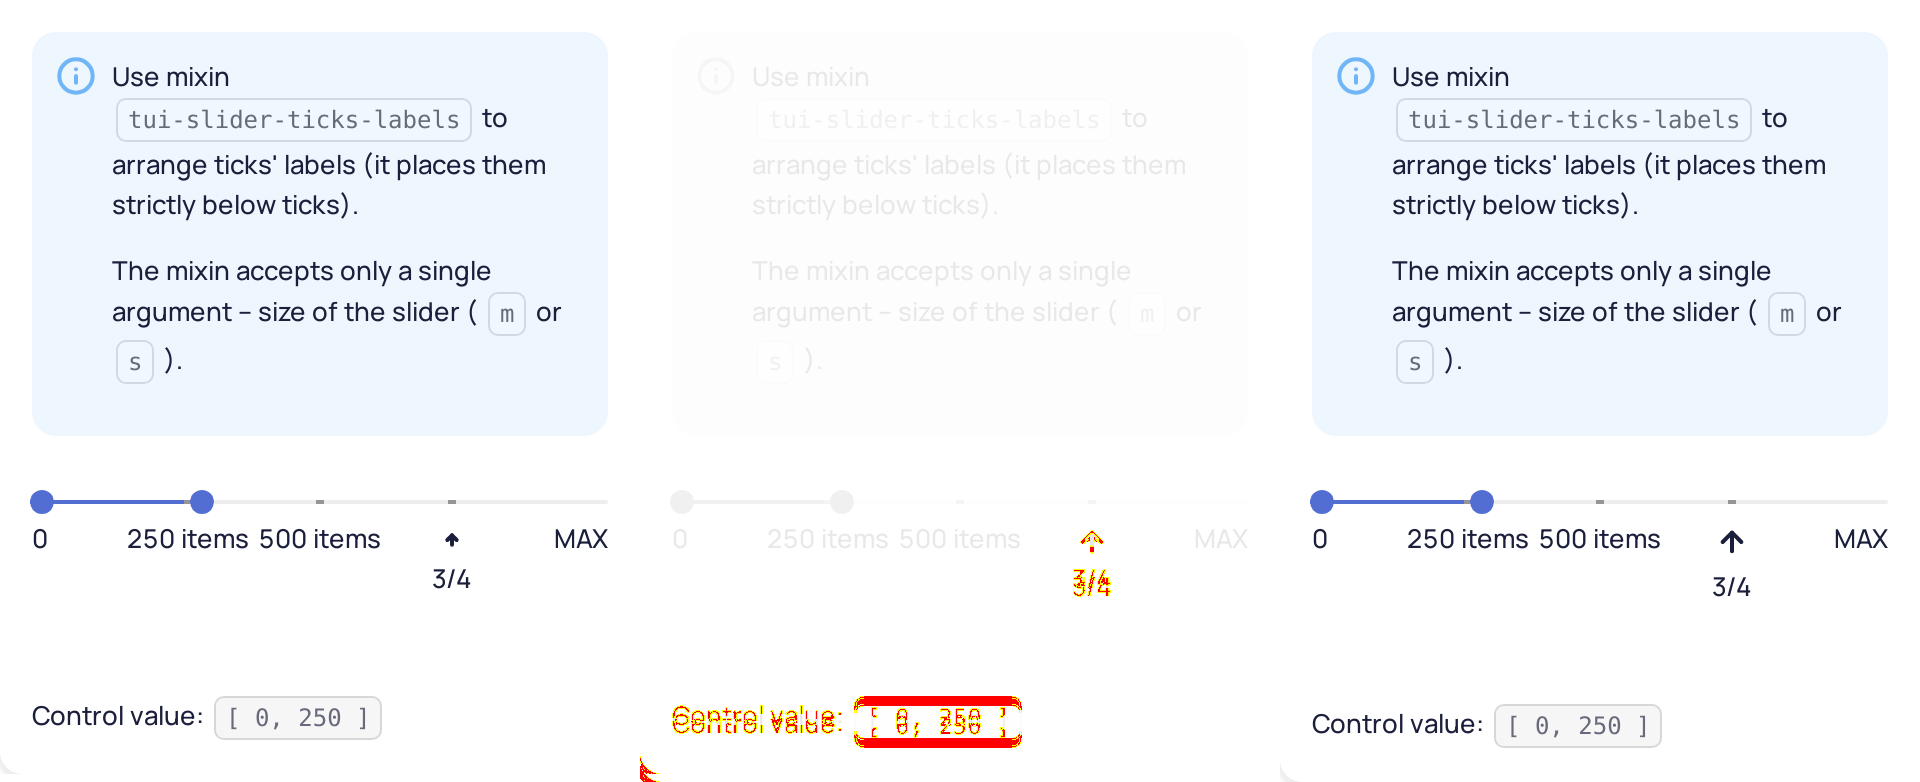 Use mixin
tui-slider-ticks-labels to
arrange ticks' labels (it places them
strictly below ticks).
The mixin accepts only a single
argument – size of the slider ( m or
s ).
0 250 items 500 items MAX
3/4
Control value: [ 0, 250 ]
Use mixin
tui-slider-ticks-labels to
arrange ticks' labels (it places them
strictly below ticks).
The mixin accepts only a single
argument – size of the slider ( m or
s ).
0 250 items 500 items MAX
3/4
Control value: [ 0, 250 ]
Use mixin
tui-slider-ticks-labels to
arrange ticks' labels (it places them
strictly below ticks).
The mixin accepts only a single
argument – size of the slider ( m or
s ).
0 250 items 500 items MAX
3/4
Control value: [ 0, 250 ]